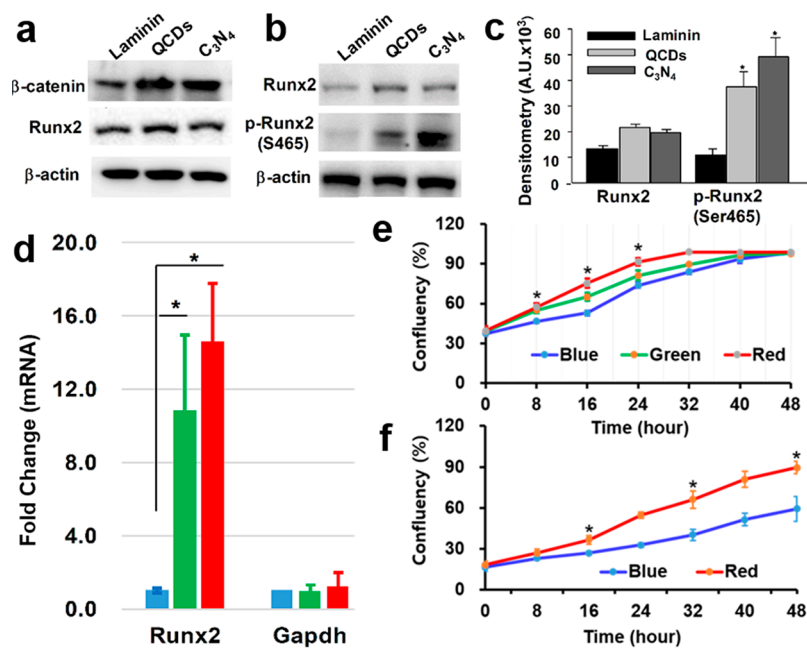 a
Laminin
QCDs
C3N4
β-catenin
Runx2
β-actin
b
Laminin
QCDs
C3N4
Runx2
p-Runx2
(S465)
β-actin
c
Densitometry (A.U.x10³)
60
50
40
30
20
10
0
Laminin
QCDs
C₃N₄
*
*
Runx2
p-Runx2
(Ser465)
d
Fold Change (mRNA)
20.0
16.0
12.0
8.0
4.0
0.0
*
*
Runx2
Gapdh
e
Confluency (%)
120
90
60
30
0
*
*
*
Blue
Green
Red
0 8 16 24 32 40 48
Time (hour)
f
Confluency (%)
120
90
60
30
0
*
*
*
Blue
Red
0 8 16 24 32 40 48
Time (hour)